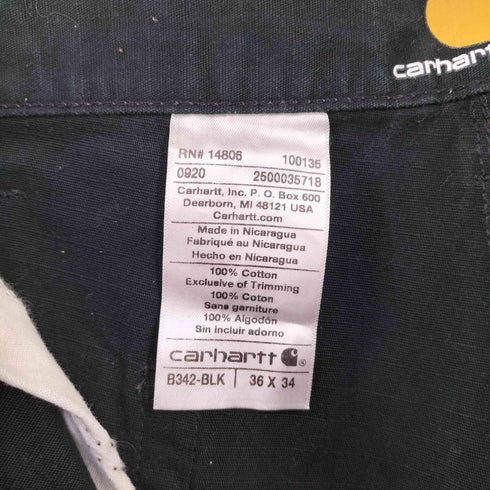 carhartt
RN# 14806 100135
0920 2500035718
Carhartt, Inc. P. O. Box 600
Dearborn, MI 48121 USA
Carhartt.com
Made in Nicaragua
Fabriqué au Nicaragua
Hecho en Nicaragua
100% Cotton
Exclusive of Trimming
100% Coton
Sans garniture
100% Algodón
Sin incluir adorno
carhartt ®
B342-BLK 36 X 34